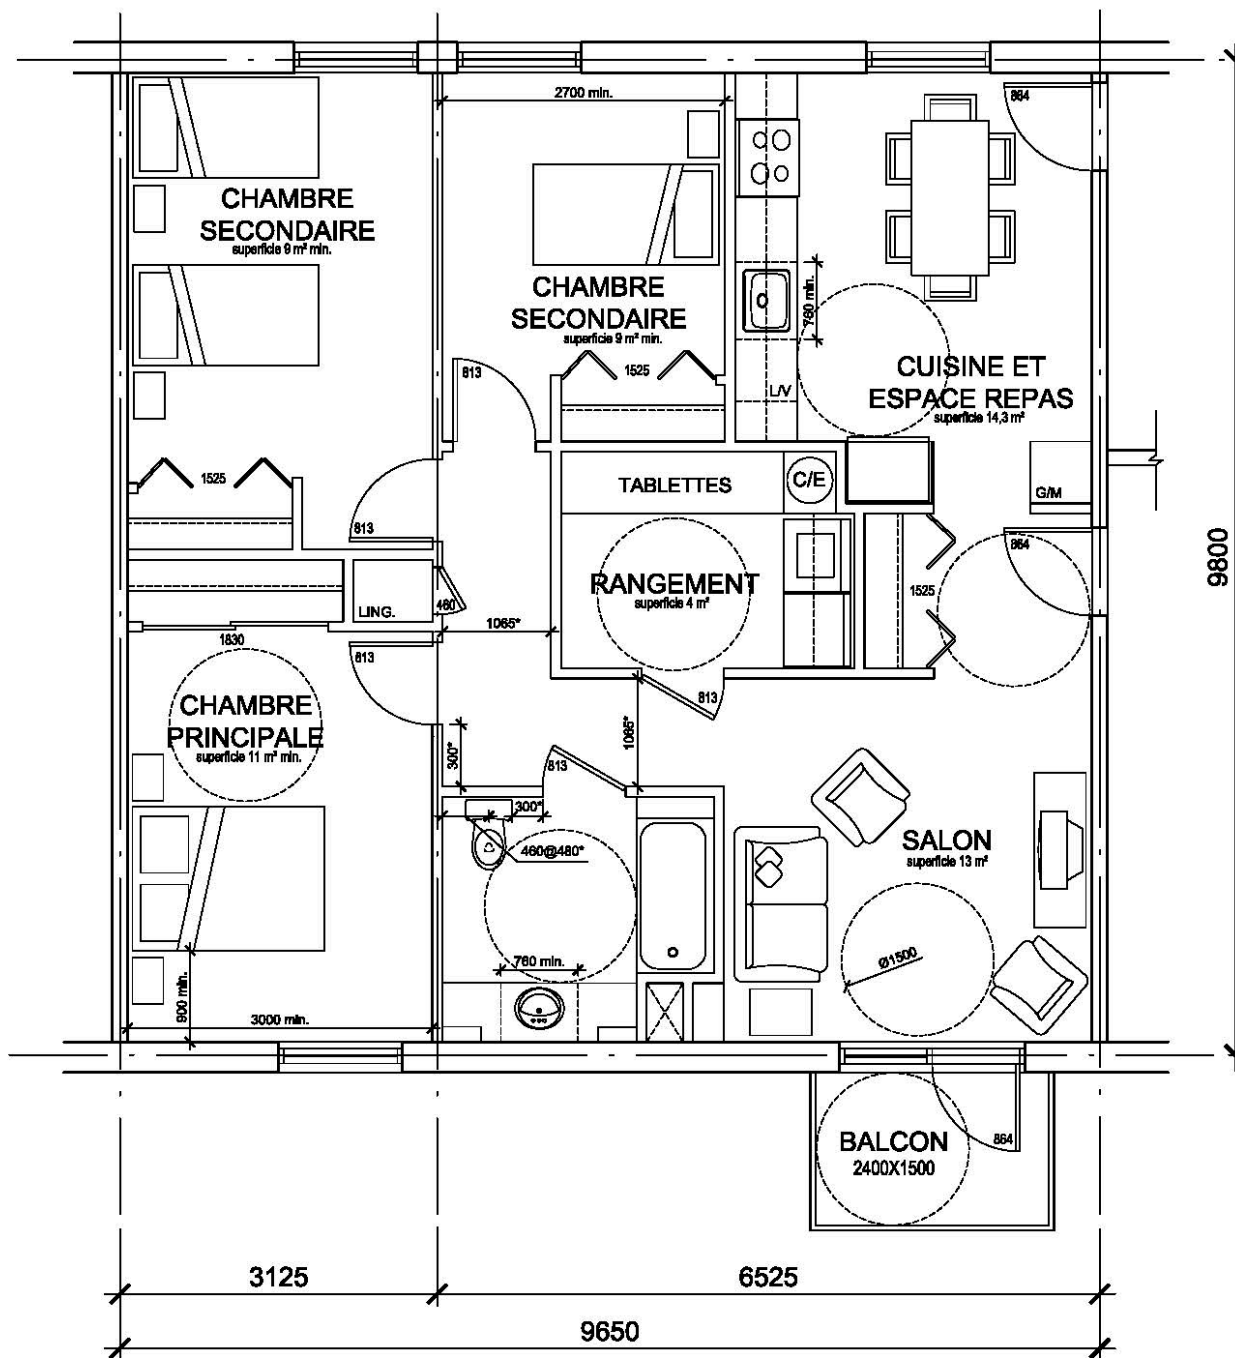 2700 min.
864
CHAMBRE
SECONDAIRE
superficie 9 m² min.
CHAMBRE
SECONDAIRE
superficie 9 m² min.
760 min.
813
1525
L/V
CUISINE ET
ESPACE REPAS
superficie 14,3 m²
1525
TABLETTES
C/E
G/M
813
864
9800
RANGEMENT
superficie 4 m²
1525
LING.
460
1065*
1830
813
813
CHAMBRE
PRINCIPALE
superficie 11 m² min.
300*
1065*
813
300*
460@480*
SALON
superficie 13 m²
Ø1500
760 min.
900 min.
3000 min.
864
BALCON
2400X1500
3125
6525
9650